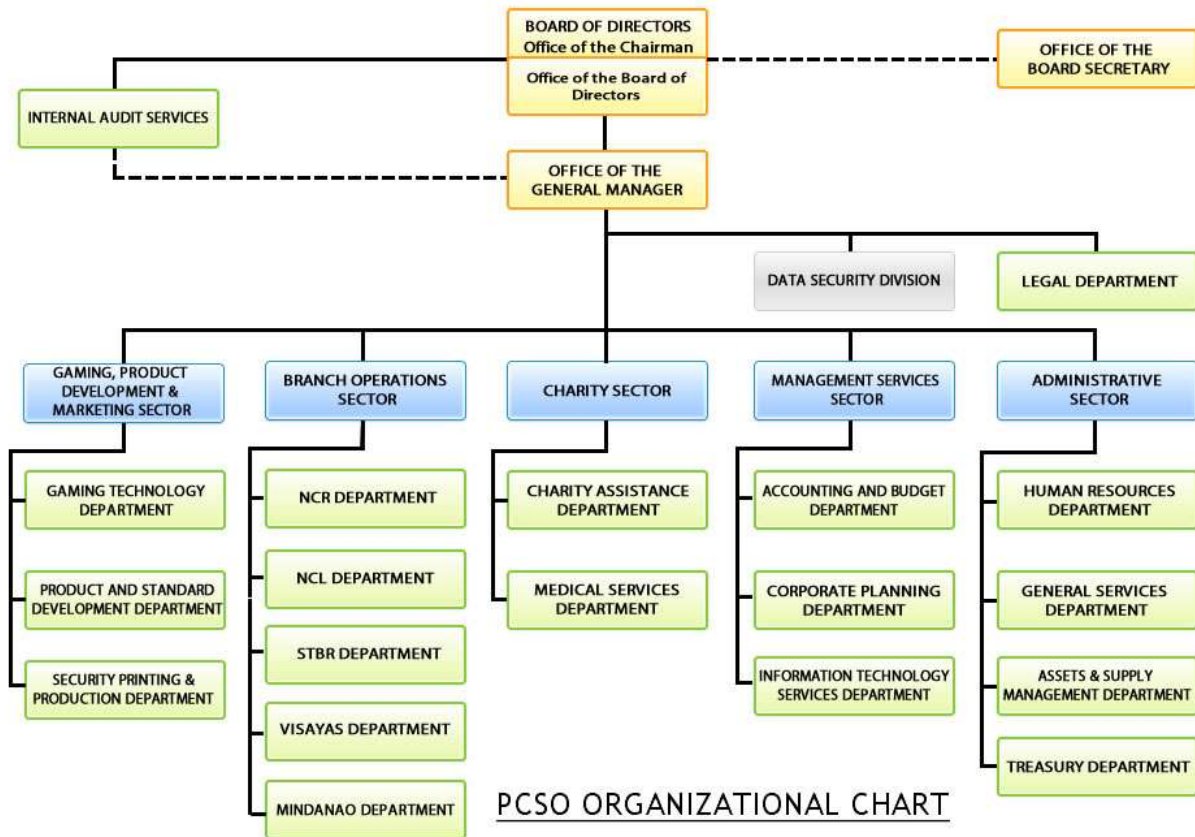 BOARD OF DIRECTORS
Office of the Chairman
Office of the Board of
Directors
OFFICE OF THE
BOARD SECRETARY
INTERNAL AUDIT SERVICES
OFFICE OF THE
GENERAL MANAGER
DATA SECURITY DIVISION
LEGAL DEPARTMENT
GAMING, PRODUCT
DEVELOPMENT &
MARKETING SECTOR
BRANCH OPERATIONS
SECTOR
CHARITY SECTOR
MANAGEMENT SERVICES
SECTOR
ADMINISTRATIVE
SECTOR
GAMING TECHNOLOGY
DEPARTMENT
PRODUCT AND STANDARD
DEVELOPMENT DEPARTMENT
SECURITY PRINTING &
PRODUCTION DEPARTMENT
NCR DEPARTMENT
NCL DEPARTMENT
STBR DEPARTMENT
VISAYAS DEPARTMENT
MINDANAO DEPARTMENT
CHARITY ASSISTANCE
DEPARTMENT
MEDICAL SERVICES
DEPARTMENT
ACCOUNTING AND BUDGET
DEPARTMENT
CORPORATE PLANNING
DEPARTMENT
INFORMATION TECHNOLOGY
SERVICES DEPARTMENT
HUMAN RESOURCES
DEPARTMENT
GENERAL SERVICES
DEPARTMENT
ASSETS & SUPPLY
MANAGEMENT DEPARTMENT
TREASURY DEPARTMENT
PCSO ORGANIZATIONAL CHART